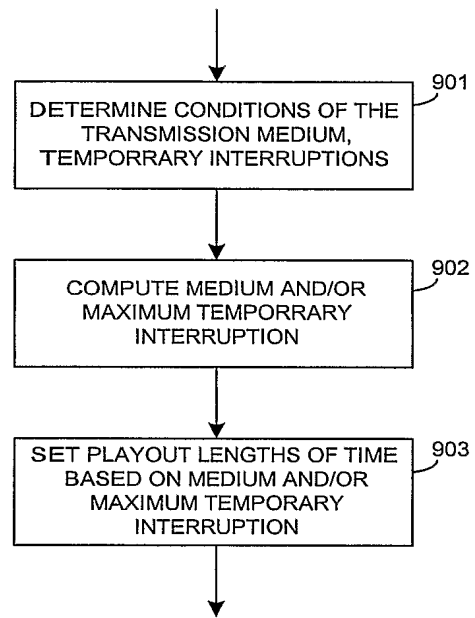 901
DETERMINE CONDITIONS OF THE
TRANSMISSION MEDIUM,
TEMPORRARY INTERRUPTIONS
902
COMPUTE MEDIUM AND/OR
MAXIMUM TEMPORRARY
INTERRUPTION
903
SET PLAYOUT LENGTHS OF TIME
BASED ON MEDIUM AND/OR
MAXIMUM TEMPORARY
INTERRUPTION